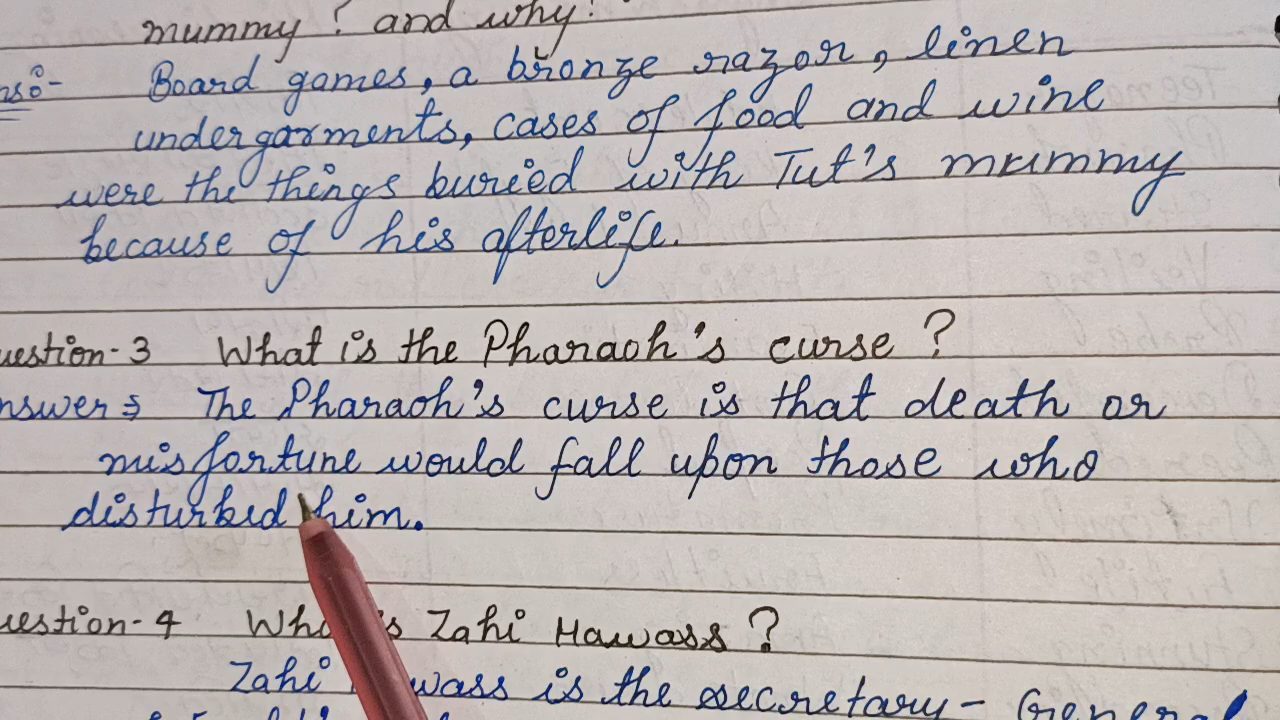 mummy? and why?
ns:- Board games, a bronze razor, linen
undergarments, cases of food and wine
were the things buried with Tut's mummy
because of his afterlife.
uestion-3 What is the Pharaoh's curse?
nswer:- The Pharaoh's curse is that death or
misfortune would fall upon those who
disturbed him.
uestion-4 Who is Zahi Hawass?
Zahi wass is the secretary- General